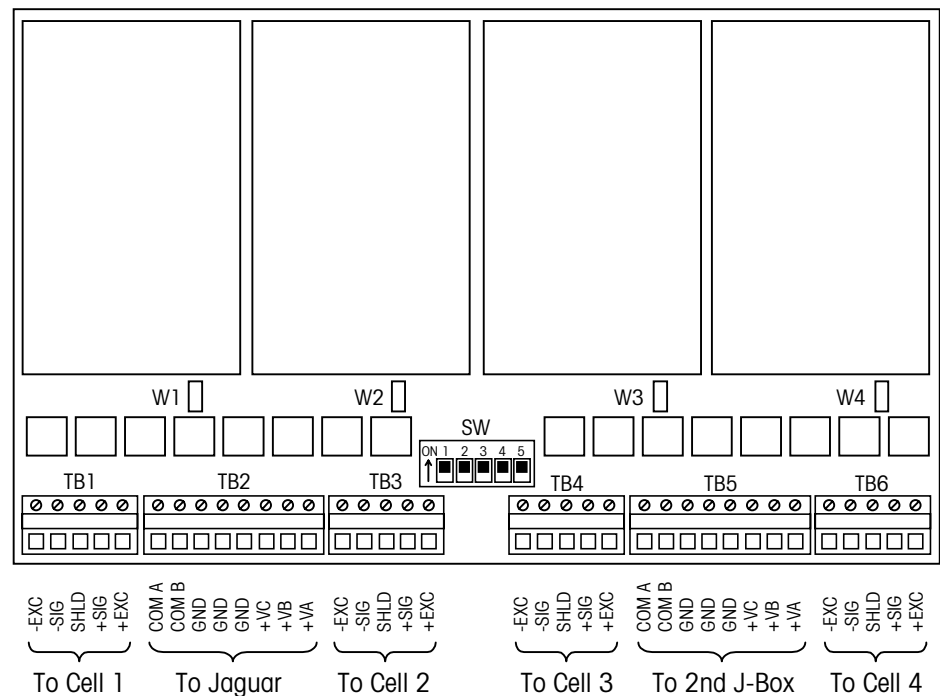 W1 W2 W3 W4
SW
ON 1 2 3 4 5
TB1 TB2 TB3 TB4 TB5 TB6
-EXC
-SIG
SHLD
+SIG
+EXC
COM A
COM B
GND
GND
GND
+VC
+VB
+VA
-EXC
-SIG
SHLD
+SIG
+EXC
-EXC
-SIG
SHLD
+SIG
+EXC
COM A
COM B
GND
GND
GND
+VC
+VB
+VA
-EXC
-SIG
SHLD
+SIG
+EXC
To Cell 1 To Jaguar To Cell 2 To Cell 3 To 2nd J-Box To Cell 4